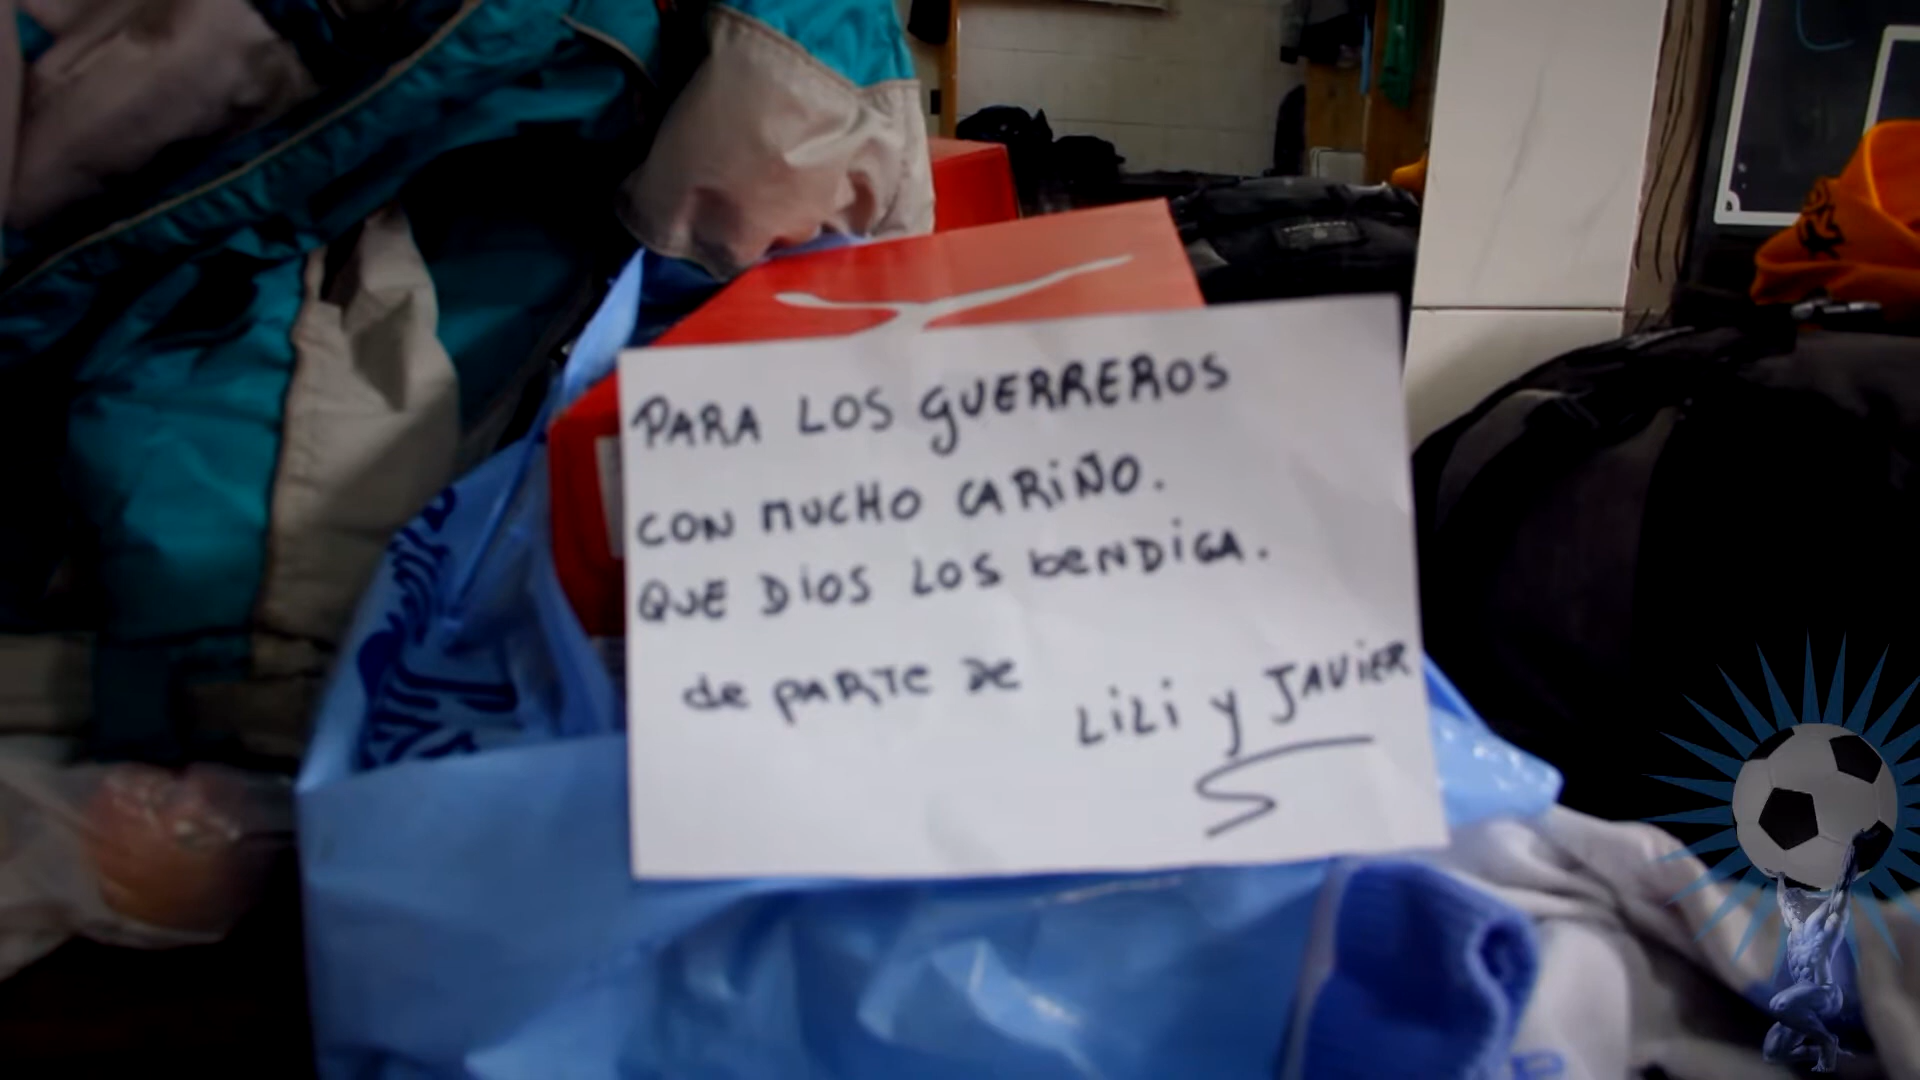 PARA LOS GUERREROS
CON MUCHO CARIÑO.
QUE DIOS LOS bENDIGA.
de PARTE DE
LILI y JAVIER